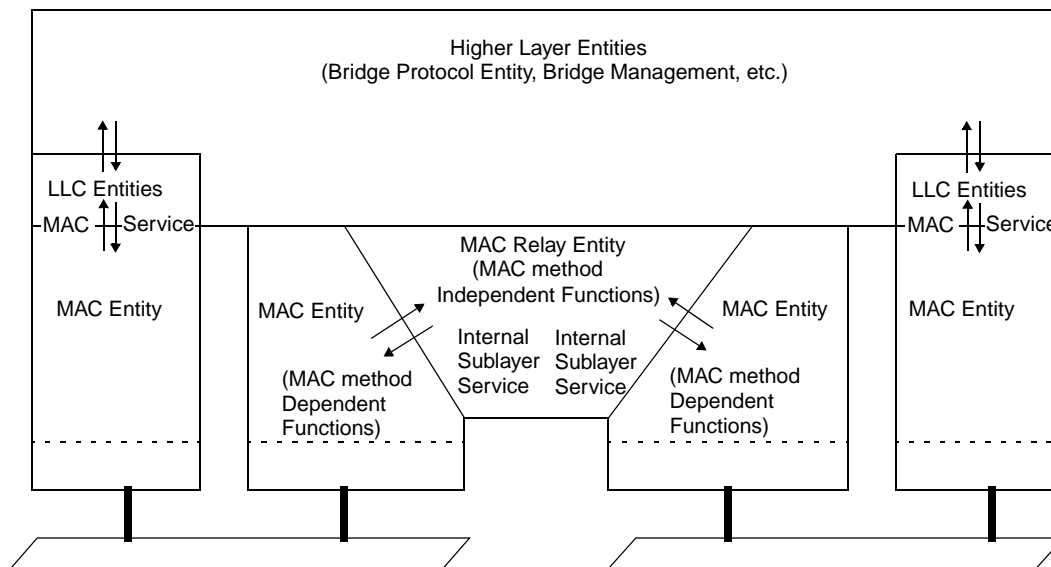 Higher Layer Entities
(Bridge Protocol Entity, Bridge Management, etc.)
LLC Entities
MAC Service
MAC Entity
LLC Entities
MAC Service
MAC Entity
MAC Relay Entity
(MAC method
Independent Functions)
MAC Entity
(MAC method
Dependent
Functions)
Internal
Sublayer
Service
Internal
Sublayer
Service
MAC Entity
(MAC method
Dependent
Functions)